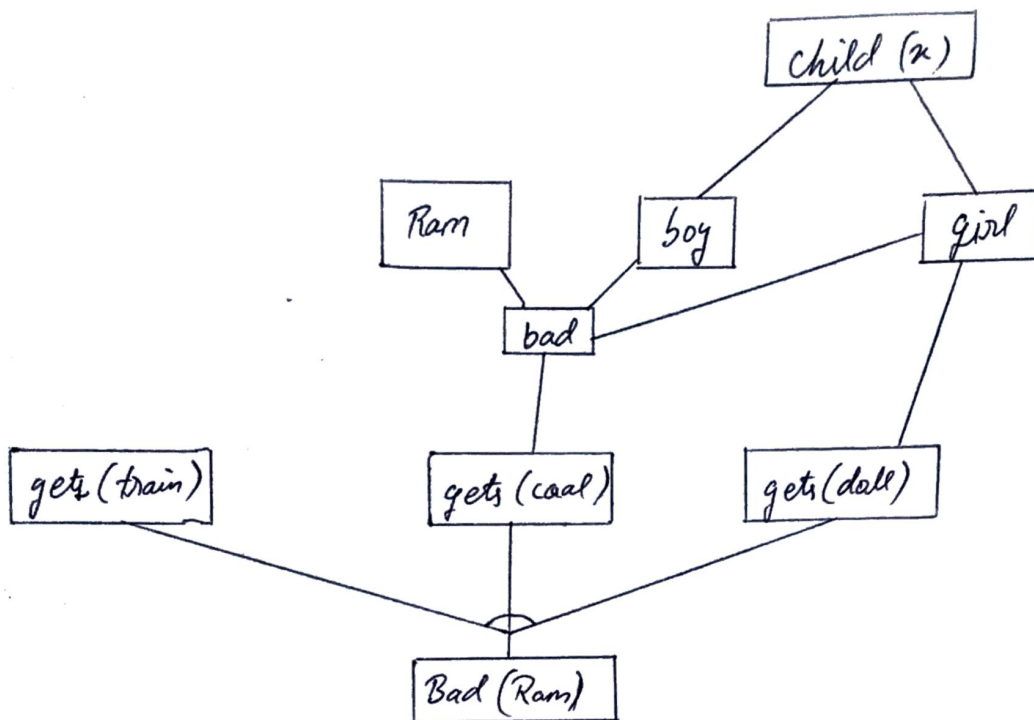 child (x)
Ram
boy
girl
bad
gets (train)
gets (coal)
gets (doll)
Bad (Ram)